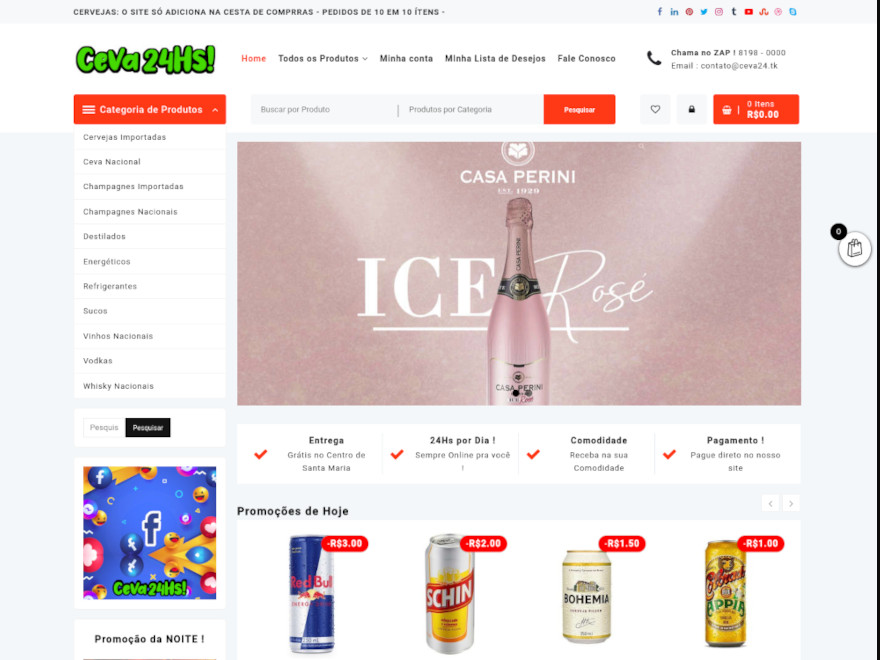 CERVEJAS: O SITE SÓ ADICIONA NA CESTA DE COMPRRAS - PEDIDOS DE 10 EM 10 ÍTENS -
CeVa 24Hs!
Home Todos os Produtos Minha conta MInha Lista de Desejos Fale Conosco
Chama no ZAP ! 8198 - 0000
Email : contato@ceva24.tk
Categoria de Produtos
Buscar por Produto
Produtos por Categoria
Pesquisar
0 Itens
R$0.00
Cervejas Importadas
Ceva Nacional
Champagnes Importadas
Champagnes Nacionais
Destilados
Energéticos
Refrigerantes
Sucos
Vinhos Nacionais
Vodkas
Whisky Nacionais
CASA PERINI
EST. 1929
ICE Rosé
CASA PERINI
CASA PERINI
0
Pesquis
Pesquisar
CeVa 24Hs!
Promoção da NOITE !
Entrega
Grátis no Centro de
Santa Maria
24Hs por Dia !
Sempre Online pra você
!
Comodidade
Receba na sua
Comodidade
Pagamento !
Pague direto no nosso
site
Promoções de Hoje
-R$3.00
-R$2.00
-R$1.50
-R$1.00
Red Bull
SCHIN
BOHEMIA
APPIA